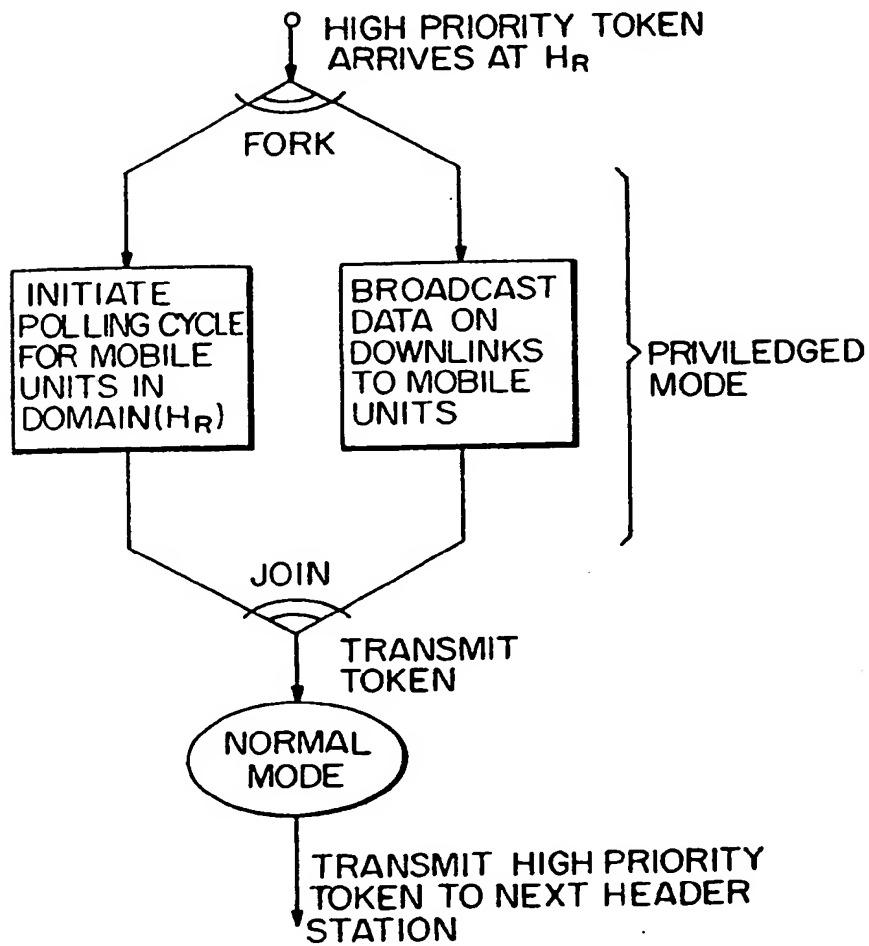 HIGH PRIORITY TOKEN
ARRIVES AT HR
FORK
INITIATE
POLLING CYCLE
FOR MOBILE
UNITS IN
DOMAIN(HR)
BROADCAST
DATA ON
DOWNLINKS
TO MOBILE
UNITS
PRIVILEDGED
MODE
JOIN
TRANSMIT
TOKEN
NORMAL
MODE
TRANSMIT HIGH PRIORITY
TOKEN TO NEXT HEADER
STATION